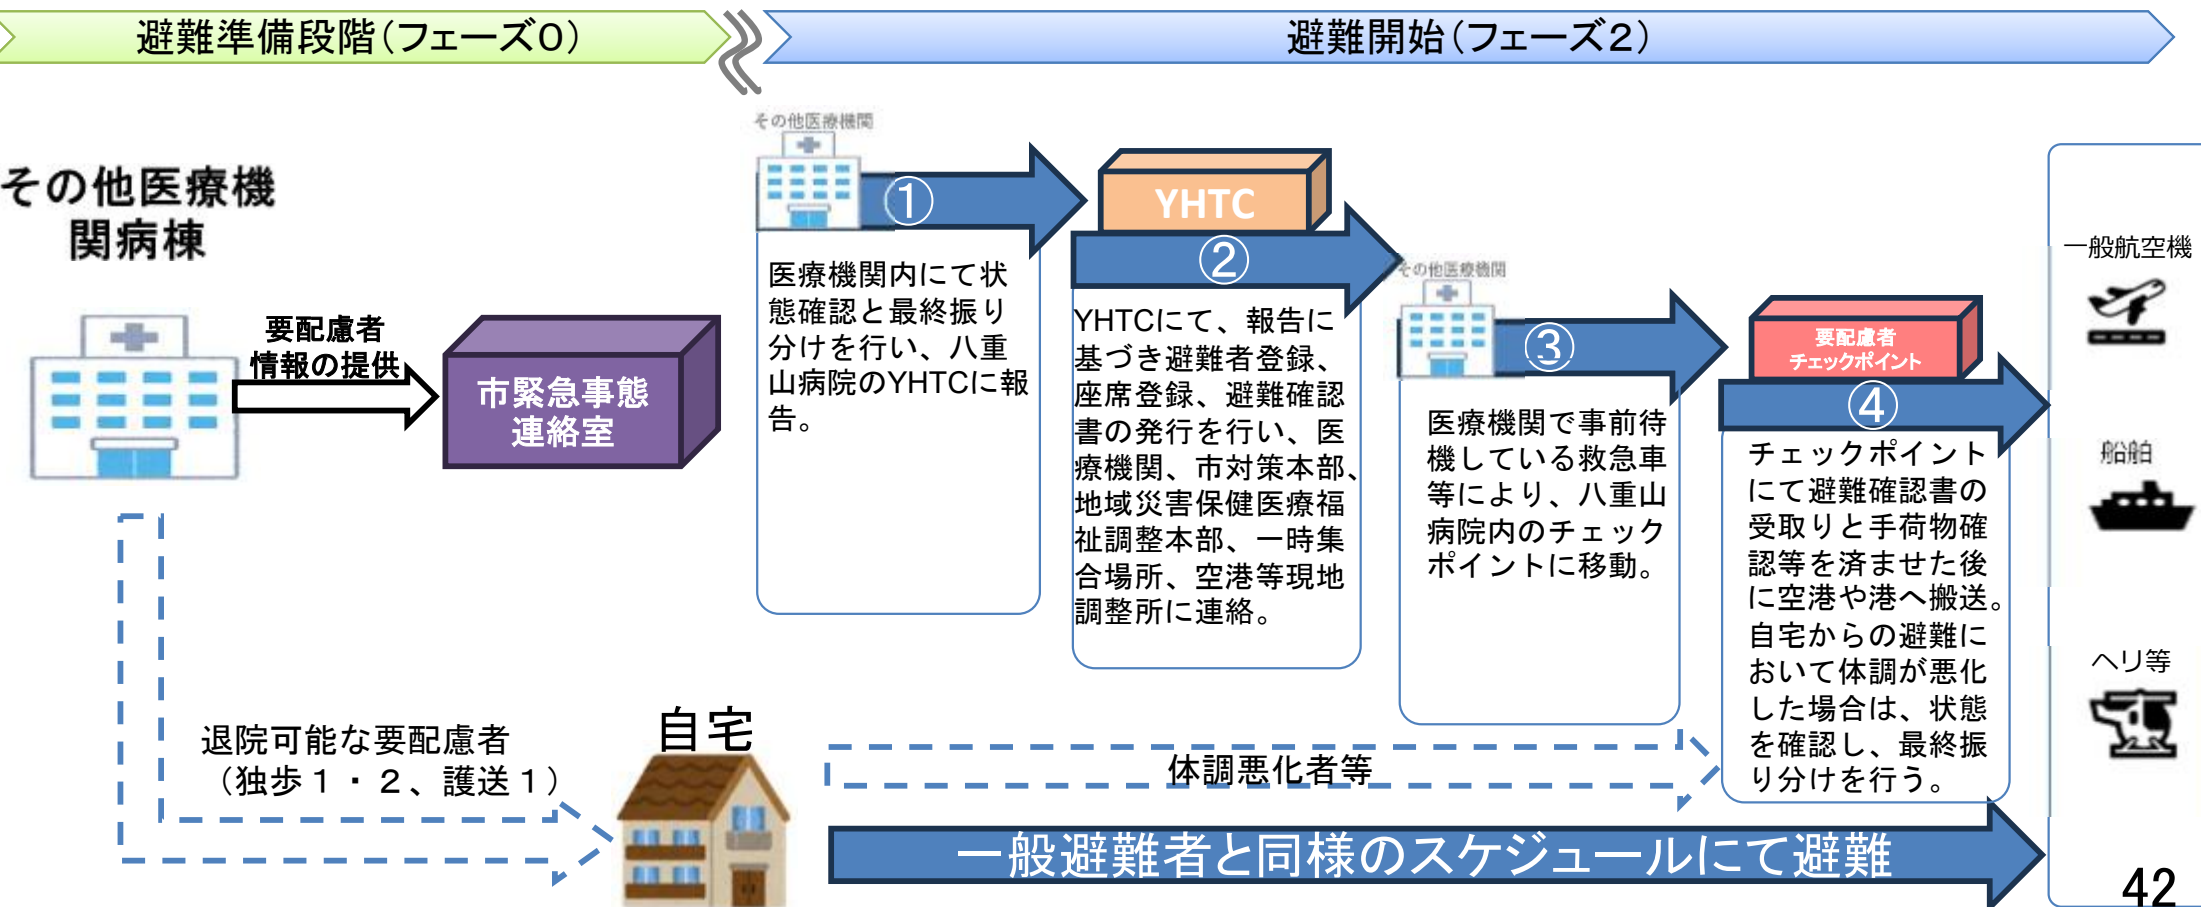 避難準備段階（フェーズ０）
避難開始（フェーズ２）
その他医療機
関病棟
要配慮者
情報の提供
市緊急事態
連絡室
その他医療機関
①
医療機関内にて状
態確認と最終振り
分けを行い、八重
山病院のYHTCに報
告。
YHTC
②
YHTCにて、報告に
基づき避難者登録、
座席登録、避難確認
書の発行を行い、医
療機関、市対策本部、
地域災害保健医療福
祉調整本部、一時集
合場所、空港等現地
調整所に連絡。
その他医療機関
③
医療機関で事前待
機している救急車
等により、八重山
病院内のチェック
ポイントに移動。
要配慮者
チェックポイント
④
チェックポイント
にて避難確認書の
受取りと手荷物確
認等を済ませた後
に空港や港へ搬送。
自宅からの避難に
おいて体調が悪化
した場合は、状態
を確認し、最終振
り分けを行う。
一般航空機
船舶
ヘリ等
退院可能な要配慮者
（独歩１・２、護送１）
自宅
体調悪化者等
一般避難者と同様のスケジュールにて避難
42